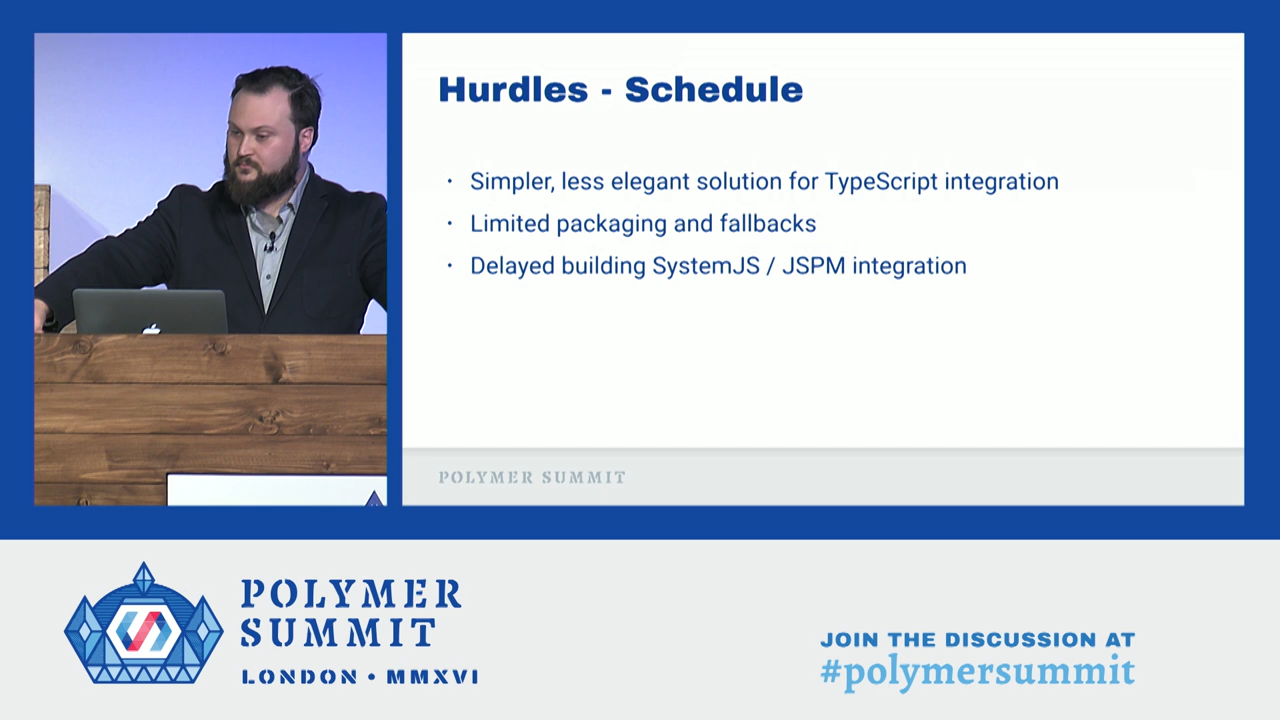 Hurdles - Schedule
· Simpler, less elegant solution for TypeScript integration
· Limited packaging and fallbacks
· Delayed building SystemJS / JSPM integration
POLYMER SUMMIT
POLYMER
SUMMIT
LONDON • MMXVI
JOIN THE DISCUSSION AT
#polymersummit